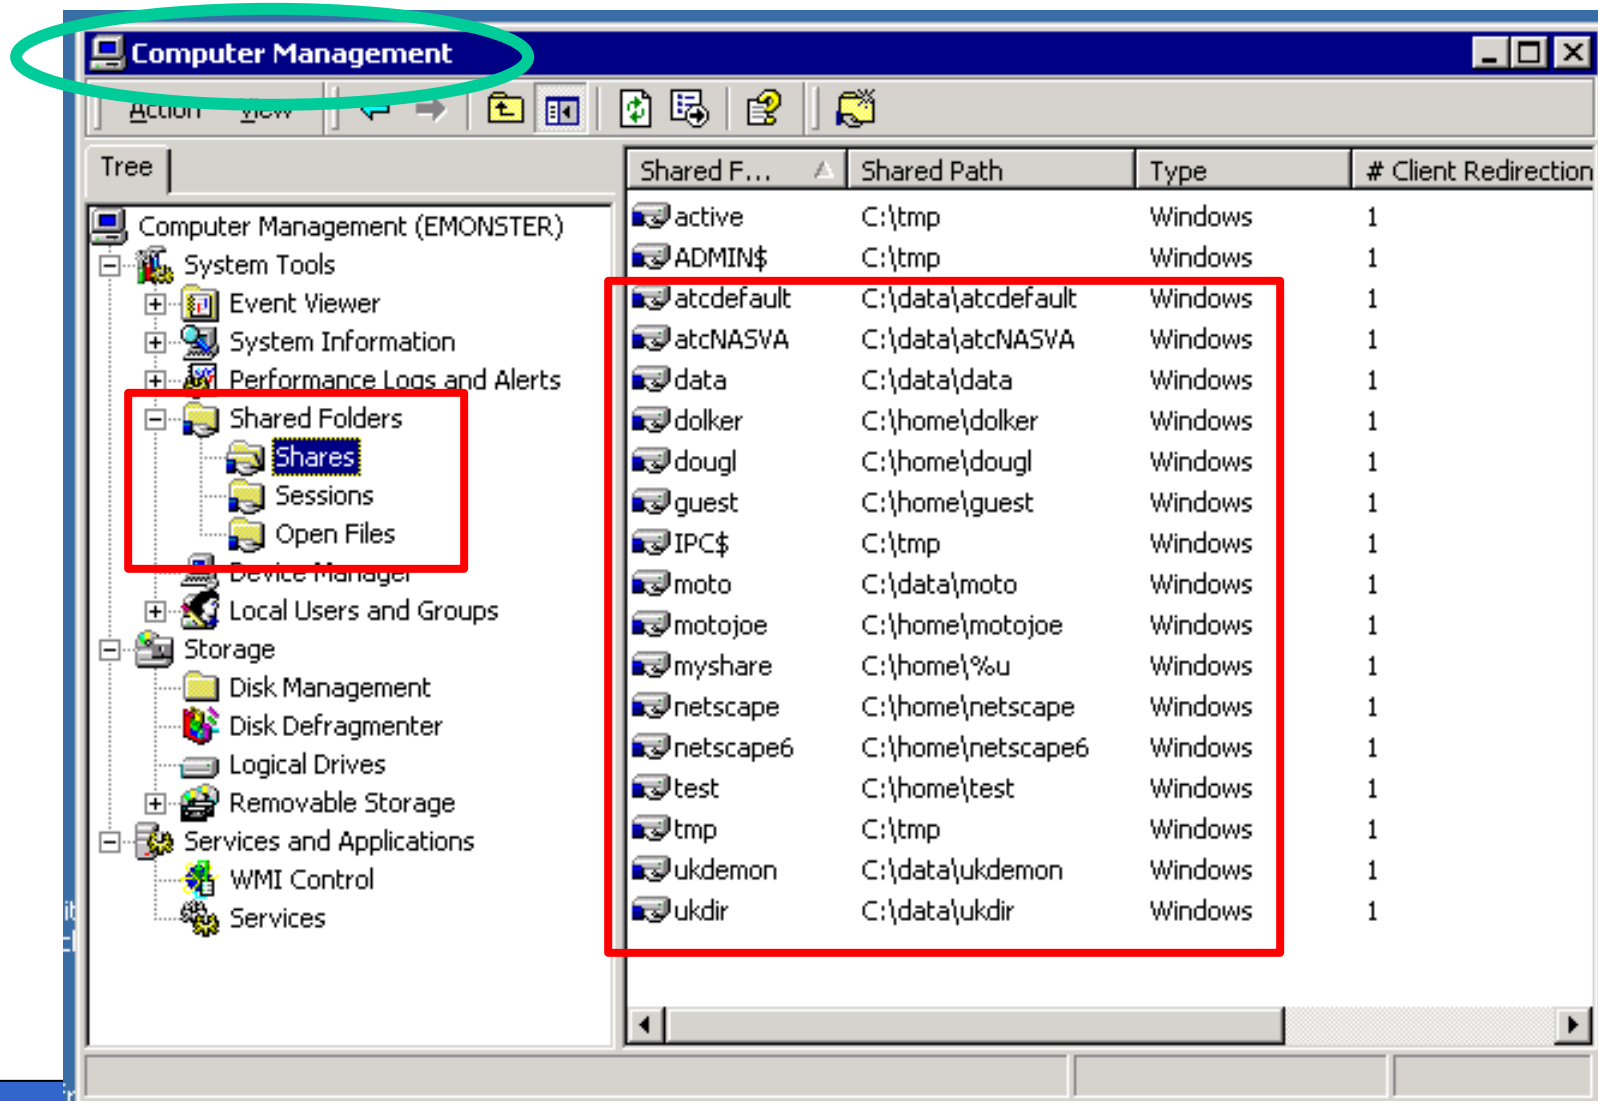 Computer Management
Action View
Tree
Shared F... Shared Path Type # Client Redirection
Computer Management (EMONSTER)
System Tools
Event Viewer
System Information
Performance Logs and Alerts
Shared Folders
Shares
Sessions
Open Files
Device Manager
Local Users and Groups
Storage
Disk Management
Disk Defragmenter
Logical Drives
Removable Storage
Services and Applications
WMI Control
Services
active C:\tmp Windows 1
ADMIN$ C:\tmp Windows 1
atcdefault C:\data\atcdefault Windows 1
atcNASVA C:\data\atcNASVA Windows 1
data C:\data\data Windows 1
dolker C:\home\dolker Windows 1
dougl C:\home\dougl Windows 1
guest C:\home\guest Windows 1
IPC$ C:\tmp Windows 1
moto C:\data\moto Windows 1
motojoe C:\home\motojoe Windows 1
myshare C:\home\%u Windows 1
netscape C:\home\netscape Windows 1
netscape6 C:\home\netscape6 Windows 1
test C:\home\test Windows 1
tmp C:\tmp Windows 1
ukdemon C:\data\ukdemon Windows 1
ukdir C:\data\ukdir Windows 1